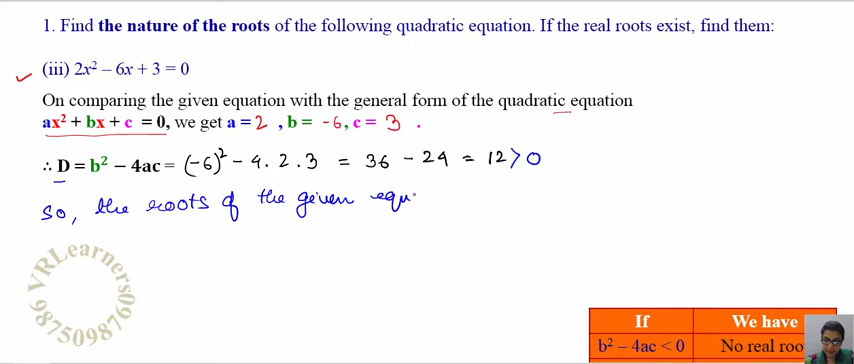 1. Find the nature of the roots of the following quadratic equation. If the real roots exist, find them:
(iii) 2x² – 6x + 3 = 0
On comparing the given equation with the general form of the quadratic equation
ax² + bx + c = 0, we get a = 2 , b = -6, c = 3 .
∴ D = b² – 4ac = (-6)² - 4. 2 . 3 = 36 - 24 = 12 > 0
So, the roots of the given equ
VRLearners
9875098760
If We have
b² – 4ac < 0 No real roo